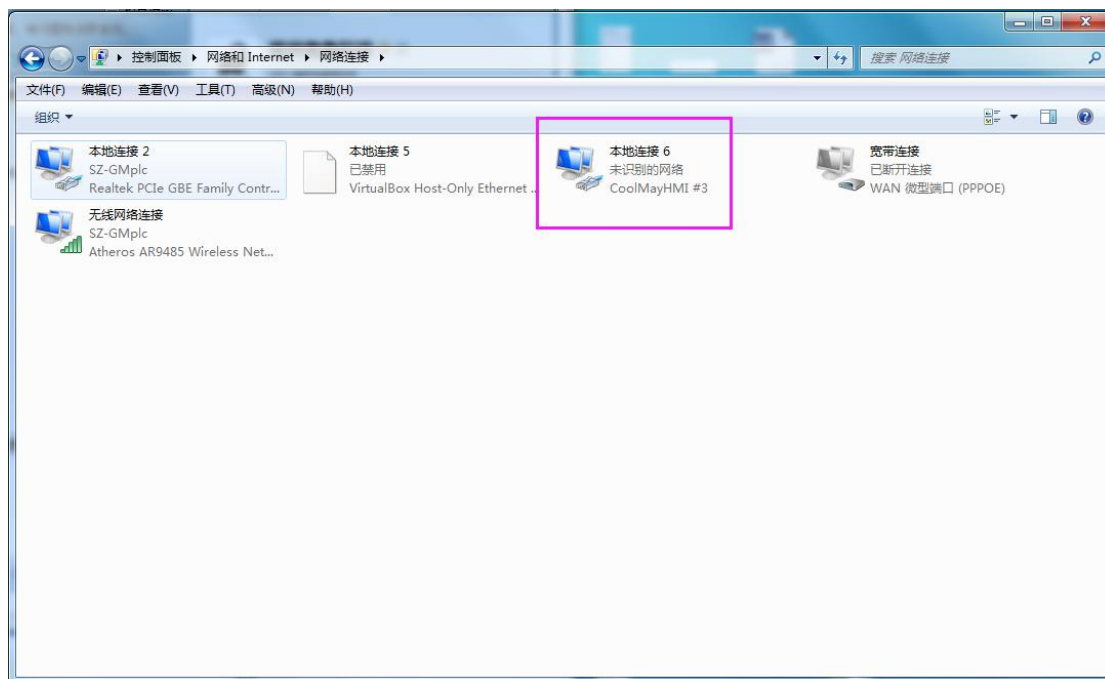 控制面板 ▸ 网络和 Internet ▸ 网络连接 ▸
搜索 网络连接
文件(F) 编辑(E) 查看(V) 工具(T) 高级(N) 帮助(H)
组织 ▼
本地连接 2
SZ-GMplc
Realtek PCIe GBE Family Contr...
本地连接 5
已禁用
VirtualBox Host-Only Ethernet ...
本地连接 6
未识别的网络
CoolMayHMI #3
宽带连接
已断开连接
WAN 微型端口 (PPPOE)
无线网络连接
SZ-GMplc
Atheros AR9485 Wireless Net...